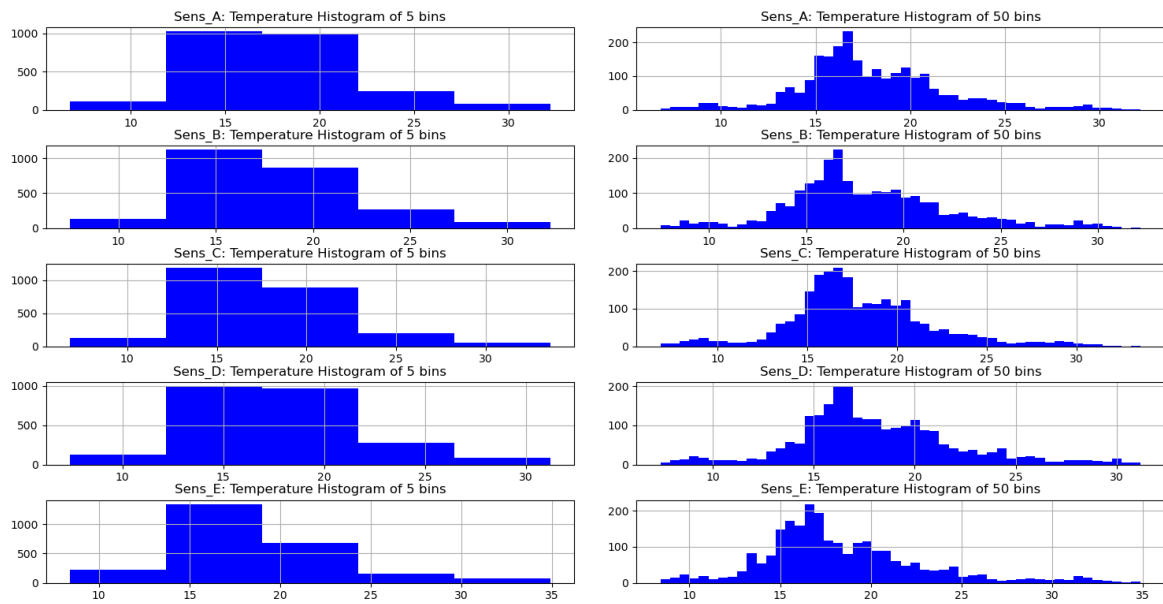 Sens_A: Temperature Histogram of 5 bins
1000
500
0
10 15 20 25 30
Sens_A: Temperature Histogram of 50 bins
200
100
0
10 15 20 25 30
Sens_B: Temperature Histogram of 5 bins
1000
500
0
10 15 20 25 30
Sens_B: Temperature Histogram of 50 bins
200
100
0
10 15 20 25 30
Sens_C: Temperature Histogram of 5 bins
1000
500
0
10 15 20 25 30
Sens_C: Temperature Histogram of 50 bins
200
100
0
10 15 20 25 30
Sens_D: Temperature Histogram of 5 bins
1000
500
0
10 15 20 25 30
Sens_D: Temperature Histogram of 50 bins
200
100
0
10 15 20 25 30
Sens_E: Temperature Histogram of 5 bins
1000
500
0
10 15 20 25 30 35
Sens_E: Temperature Histogram of 50 bins
200
100
0
10 15 20 25 30 35